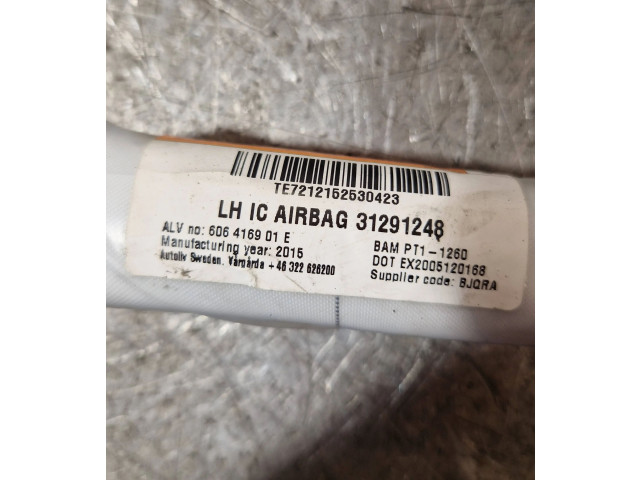 TE7212152530423
LH IC AIRBAG 31291248
ALV no: 606 4169 01 E
Manufacturing year: 2015
Autoliv Sweden, Vårgårda +46 322 626200
BAM PT1-1260
DOT EX2005120168
Supplier code: BJQRA